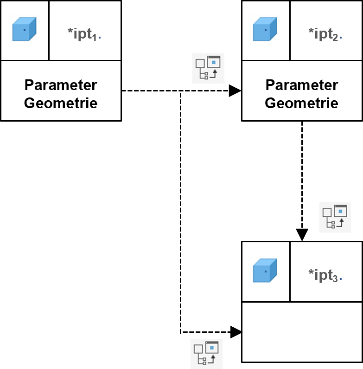 *ipt₁.
Parameter
Geometrie
*ipt₂.
Parameter
Geometrie
*ipt₃.